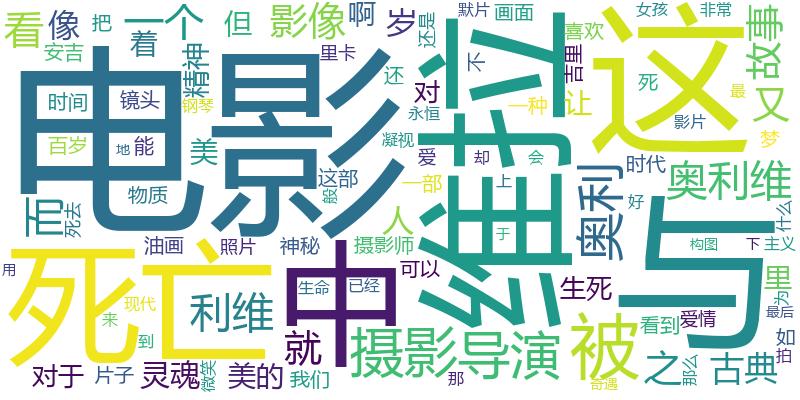 看
像
把
一个
但
影像
啊
岁
还是
默片
画面
喜欢
女孩
非常
故事
安吉
着
精神
里卡
对
不
吉里
永恒
一种
让
死
最
又
时间
镜头
钢琴
电影
还
维拉
这
影片
梦
百岁
地
能
美
这部
凝视
爱
却
会
时代
奥利
奥利维
而
死去
物质
般
一部
上
好
什么
人
于
与
构图
下
主义
油画
照片
神秘
摄影师
可以
里
为
用
死亡
利维
中
生命
已经
生死
看到
爱情
最后
现代
来
到
就
摄影
导演
被
之
那么
古典
如
拍
对于
片子
灵魂
微笑
美的
我们
那
奇遇